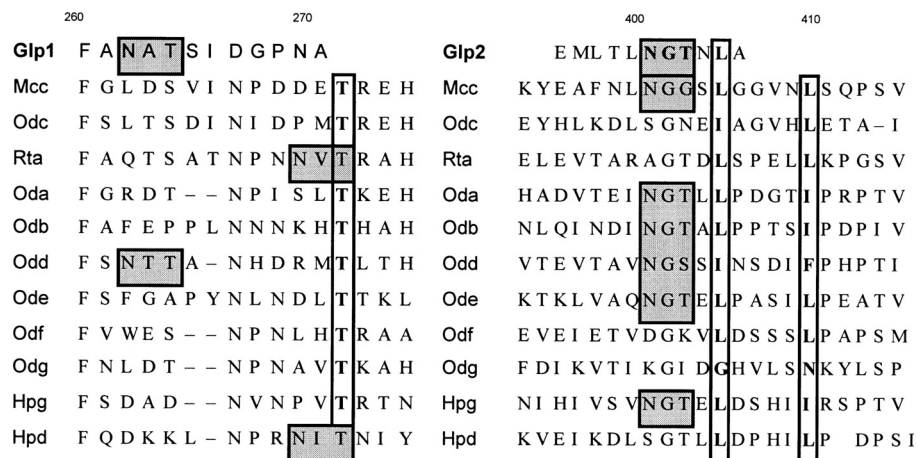 260 270 400 410
Glp1 F A N A T S I D G P N A Glp2 E M L T L N G T N L A
Mcc F G L D S V I N P D D E T R E H Mcc K Y E A F N L N G G S L G G V N L S Q P S V
Odc F S L T S D I N I D P M T R E H Odc E Y H L K D L S G N E I A G V H L E T A – I
Rta F A Q T S A T N P N N V T R A H Rta E L E V T A R A G T D L S P E L L K P G S V
Oda F G R D T – – N P I S L T K E H Oda H A D V T E I N G T L L P D G T I P R P T V
Odb F A F E P P L N N N K H T H A H Odb N L Q I N D I N G T A L P P T S I P D P I V
Odd F S N T T A – N H D R M T L T H Odd V T E V T A V N G S S I N S D I F P H P T I
Ode F S F G A P Y N L N D L T T K L Ode K T K L V A Q N G T E L P A S I L P E A T V
Odf F V W E S – – N P N L H T R A A Odf E V E I E T V D G K V L D S S S L P A P S M
Odg F N L D T – – N P N A V T K A H Odg F D I K V T I K G I D G H V L S N K Y L S P
Hpg F S D A D – – N V N P V T R T N Hpg N I H I V S V N G T E L D S H I I R S P T V
Hpd F Q D K K L – N P R N I T N I Y Hpd K V E I K D L S G T L L D P H I L P D P S I